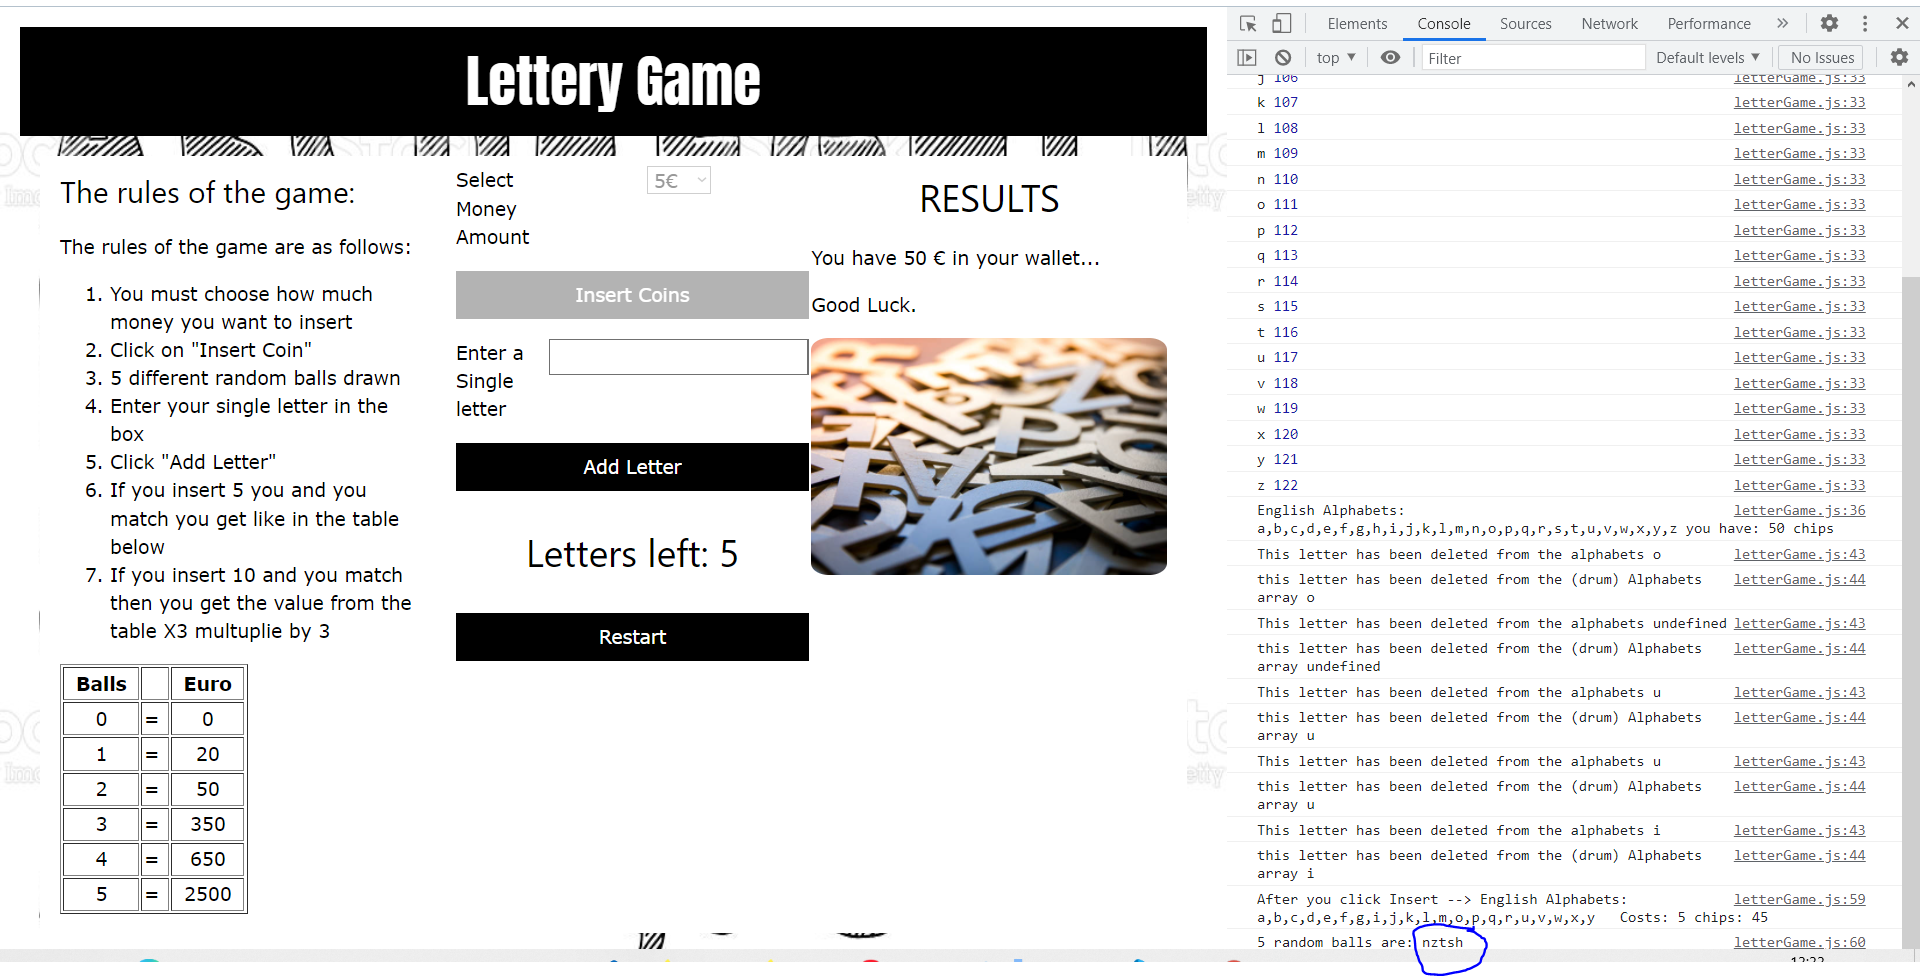 Lettery Game
The rules of the game:
The rules of the game are as follows:
1. You must choose how much
money you want to insert
2. Click on "Insert Coin"
3. 5 different random balls drawn
4. Enter your single letter in the
box
5. Click "Add Letter"
6. If you insert 5 you and you
match you get like in the table
below
7. If you insert 10 and you match
then you get the value from the
table X3 multuplie by 3
Balls Euro
0 = 0
1 = 20
2 = 50
3 = 350
4 = 650
5 = 2500
Select
Money
Amount
5€
Insert Coins
Enter a
Single
letter
Add Letter
Letters left: 5
Restart
RESULTS
You have 50 € in your wallet...
Good Luck.
Elements Console Sources Network Performance »
top Filter Default levels No Issues
j 106 letterGame.js:33
k 107 letterGame.js:33
l 108 letterGame.js:33
m 109 letterGame.js:33
n 110 letterGame.js:33
o 111 letterGame.js:33
p 112 letterGame.js:33
q 113 letterGame.js:33
r 114 letterGame.js:33
s 115 letterGame.js:33
t 116 letterGame.js:33
u 117 letterGame.js:33
v 118 letterGame.js:33
w 119 letterGame.js:33
x 120 letterGame.js:33
y 121 letterGame.js:33
z 122 letterGame.js:33
English Alphabets: letterGame.js:36
a,b,c,d,e,f,g,h,i,j,k,l,m,n,o,p,q,r,s,t,u,v,w,x,y,z you have: 50 chips
This letter has been deleted from the alphabets o letterGame.js:43
this letter has been deleted from the (drum) Alphabets letterGame.js:44
array o
This letter has been deleted from the alphabets undefined letterGame.js:43
this letter has been deleted from the (drum) Alphabets letterGame.js:44
array undefined
This letter has been deleted from the alphabets u letterGame.js:43
this letter has been deleted from the (drum) Alphabets letterGame.js:44
array u
This letter has been deleted from the alphabets u letterGame.js:43
this letter has been deleted from the (drum) Alphabets letterGame.js:44
array u
This letter has been deleted from the alphabets i letterGame.js:43
this letter has been deleted from the (drum) Alphabets letterGame.js:44
array i
After you click Insert --> English Alphabets: letterGame.js:59
a,b,c,d,e,f,g,i,j,k,l,m,o,p,q,r,u,v,w,x,y Costs: 5 chips: 45
5 random balls are: nztsh letterGame.js:60